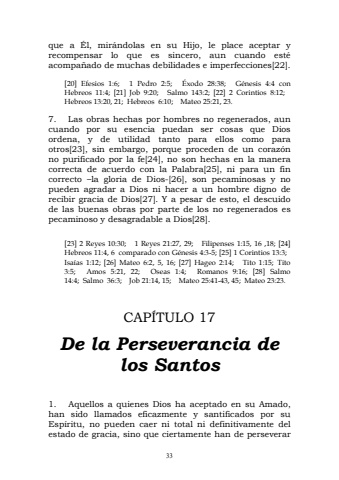 que a Él, mirándolas en su Hijo, le place aceptar y
recompensar lo que es sincero, aun cuando esté
acompañado de muchas debilidades e imperfecciones[22].
[20] Efesios 1:6; 1 Pedro 2:5; Éxodo 28:38; Génesis 4:4 con
Hebreos 11:4; [21] Job 9:20; Salmo 143:2; [22] 2 Corintios 8:12;
Hebreos 13:20, 21; Hebreos 6:10; Mateo 25:21, 23.
7. Las obras hechas por hombres no regenerados, aun
cuando por su esencia puedan ser cosas que Dios
ordena, y de utilidad tanto para ellos como para
otros[23], sin embargo, porque proceden de un corazón
no purificado por la fe[24], no son hechas en la manera
correcta de acuerdo con la Palabra[25], ni para un fin
correcto –la gloria de Dios-[26], son pecaminosas y no
pueden agradar a Dios ni hacer a un hombre digno de
recibir gracia de Dios[27]. Y a pesar de esto, el descuido
de las buenas obras por parte de los no regenerados es
pecaminoso y desagradable a Dios[28].
[23] 2 Reyes 10:30; 1 Reyes 21:27, 29; Filipenses 1:15, 16 ,18; [24]
Hebreos 11:4, 6 comparado con Génesis 4:3-5; [25] 1 Corintios 13:3;
Isaías 1:12; [26] Mateo 6:2, 5, 16; [27] Hageo 2:14; Tito 1:15; Tito
3:5; Amos 5:21, 22; Oseas 1:4; Romanos 9:16; [28] Salmo
14:4; Salmo 36:3; Job 21:14, 15; Mateo 25:41-43, 45; Mateo 23:23.
CAPÍTULO 17
De la Perseverancia de
los Santos
1. Aquellos a quienes Dios ha aceptado en su Amado,
han sido llamados eficazmente y santificados por su
Espíritu, no pueden caer ni total ni definitivamente del
estado de gracia, sino que ciertamente han de perseverar
33